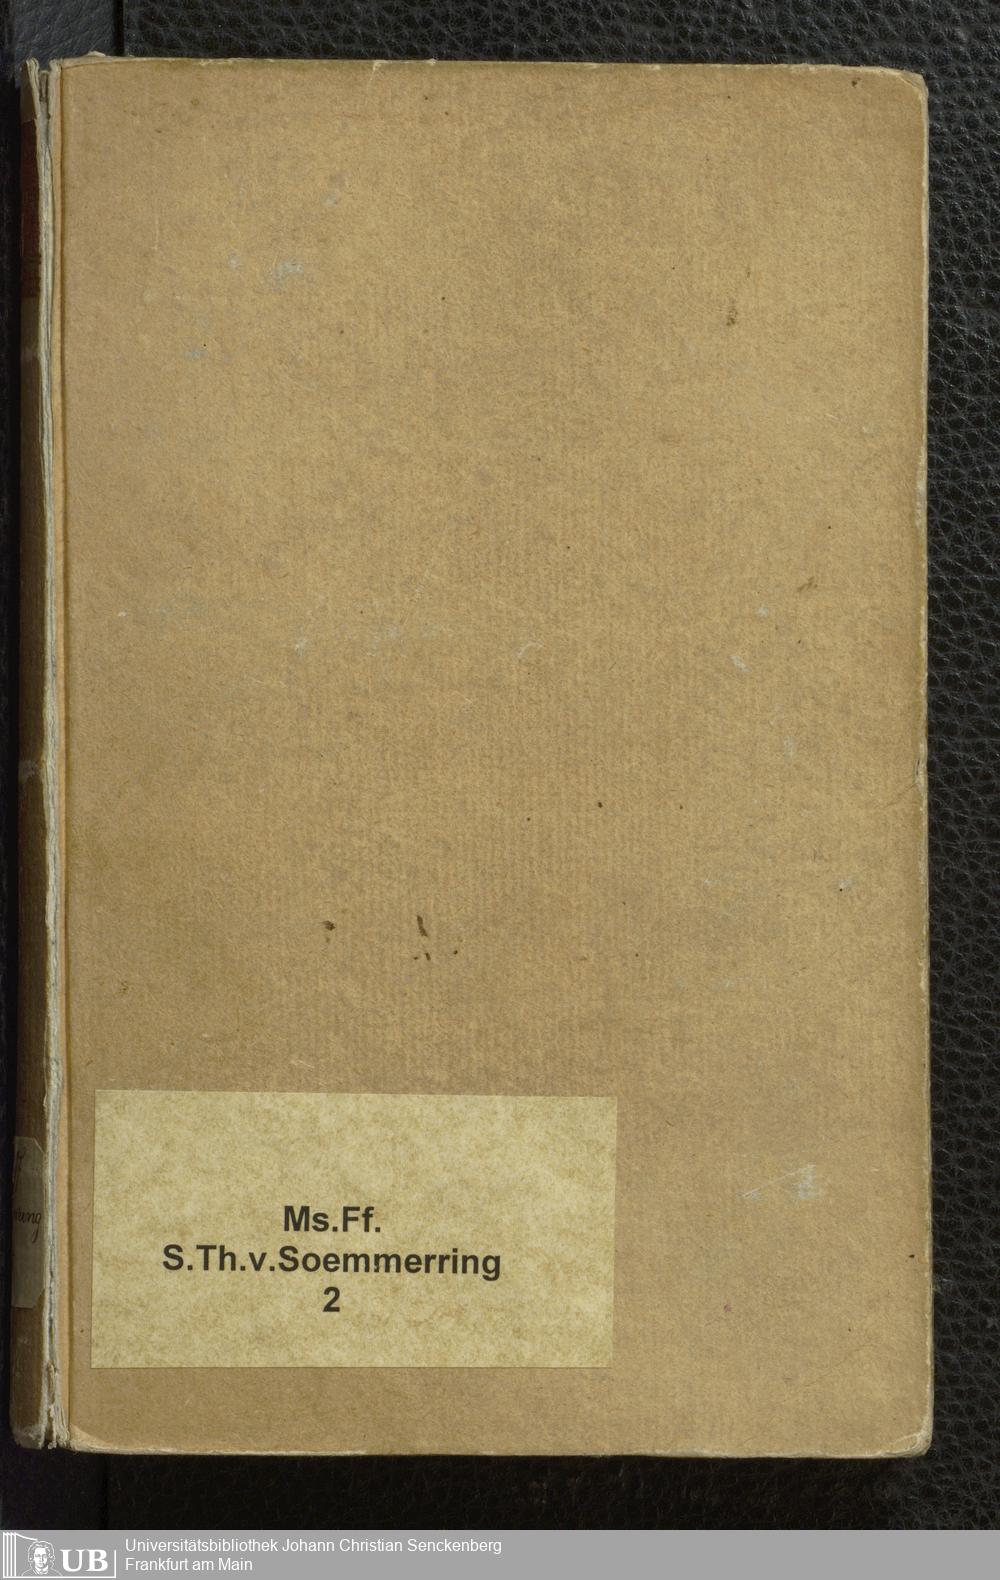 Ms.Ff.
S.Th.v.Soemmerring
2
UB
Universitätsbibliothek Johann Christian Senckenberg
Frankfurt am Main